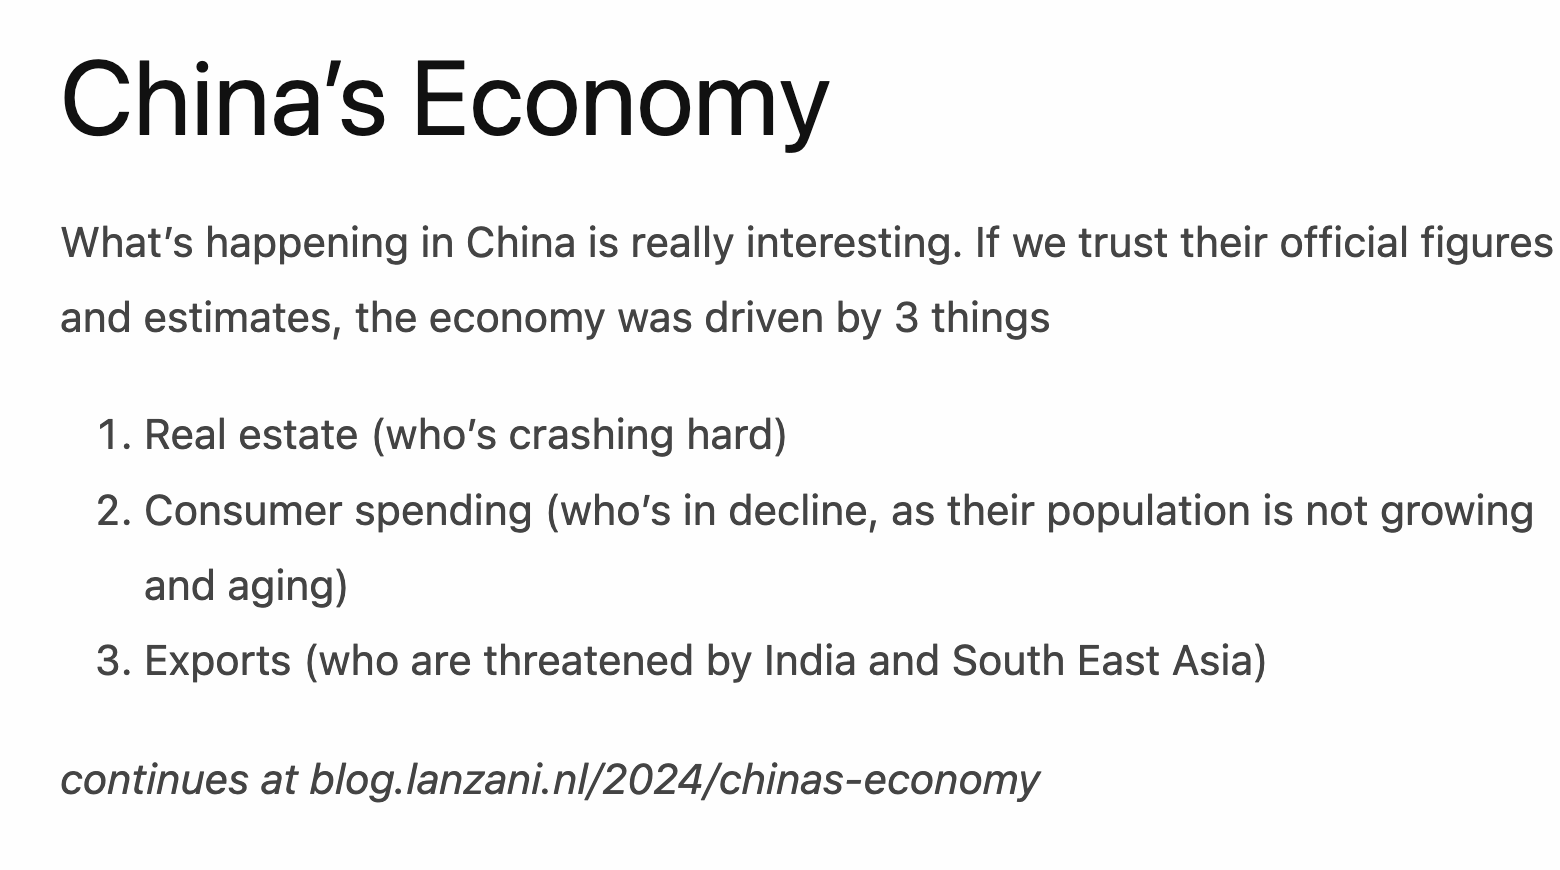 China’s Economy
What’s happening in China is really interesting. If we trust their official figures
and estimates, the economy was driven by 3 things
1. Real estate (who’s crashing hard)
2. Consumer spending (who’s in decline, as their population is not growing
and aging)
3. Exports (who are threatened by India and South East Asia)
continues at blog.lanzani.nl/2024/chinas-economy